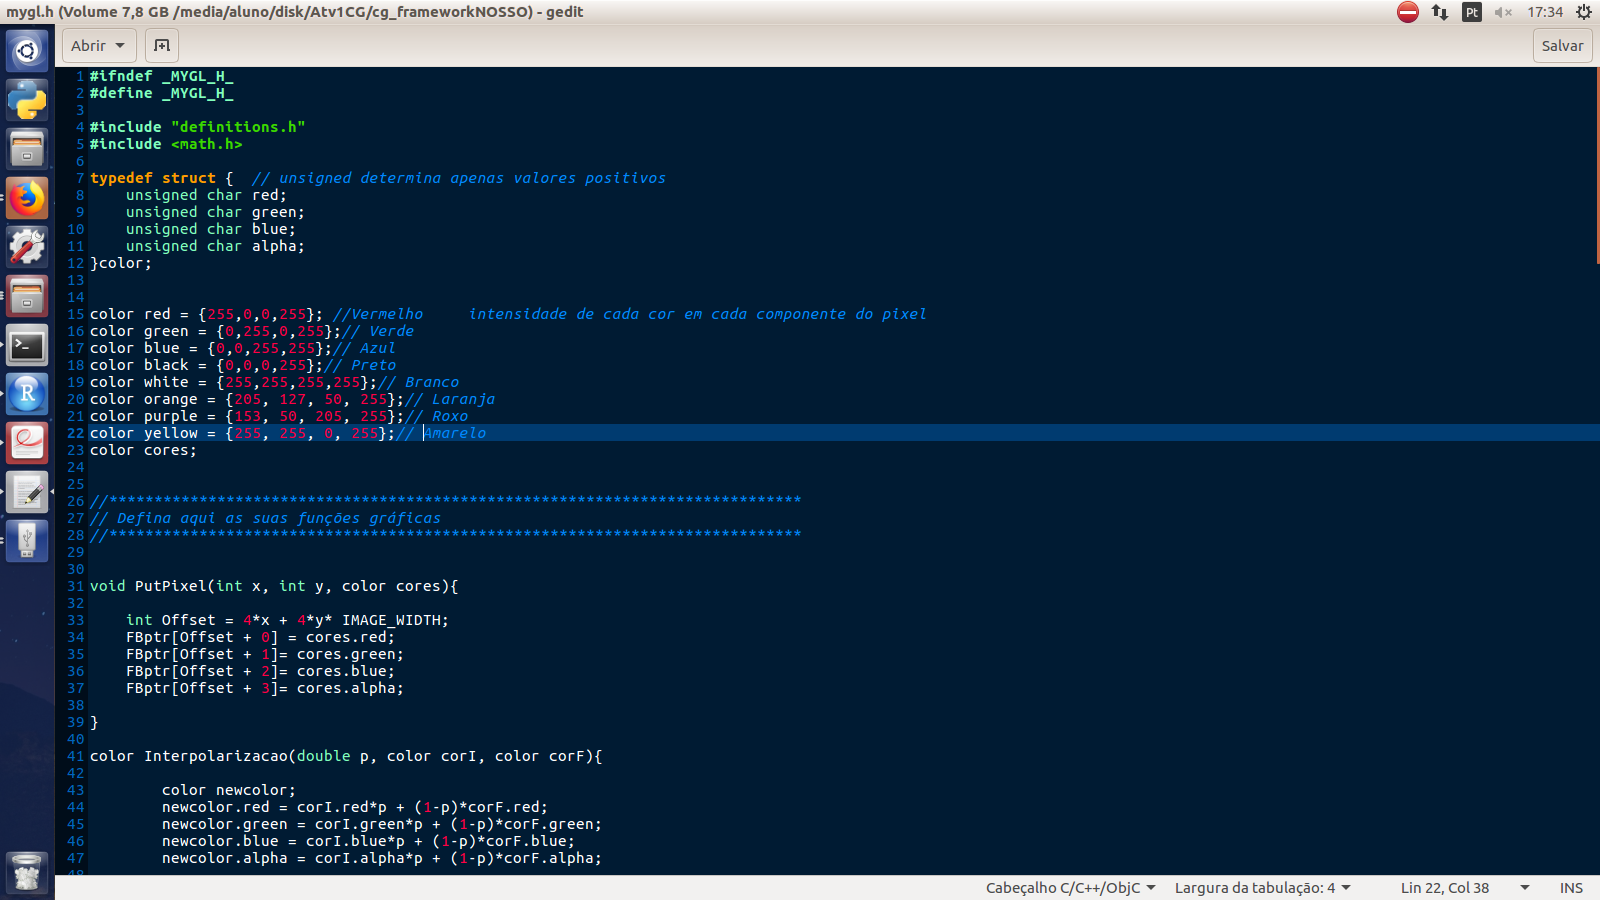 mygl.h (Volume 7,8 GB /media/aluno/disk/Atv1CG/cg_frameworkNOSSO) - gedit
Pt
17:34
Abrir
Salvar
1 #ifndef _MYGL_H_
2 #define _MYGL_H_
3
4 #include "definitions.h"
5 #include <math.h>
6
7 typedef struct {  // unsigned determina apenas valores positivos
8     unsigned char red;
9     unsigned char green;
10     unsigned char blue;
11     unsigned char alpha;
12 }color;
13
14
15 color red = {255,0,0,255}; //Vermelho     intensidade de cada cor em cada componente do pixel
16 color green = {0,255,0,255};// Verde
17 color blue = {0,0,255,255};// Azul
18 color black = {0,0,0,255};// Preto
19 color white = {255,255,255,255};// Branco
20 color orange = {205, 127, 50, 255};// Laranja
21 color purple = {153, 50, 205, 255};// Roxo
22 color yellow = {255, 255, 0, 255};// Amarelo
23 color cores;
24
25
26 //*****************************************************************************
27 // Defina aqui as suas funções gráficas
28 //*****************************************************************************
29
30
31 void PutPixel(int x, int y, color cores){
32
33     int Offset = 4*x + 4*y* IMAGE_WIDTH;
34     FBptr[Offset + 0] = cores.red;
35     FBptr[Offset + 1]= cores.green;
36     FBptr[Offset + 2]= cores.blue;
37     FBptr[Offset + 3]= cores.alpha;
38
39 }
40
41 color Interpolarizacao(double p, color corI, color corF){
42
43         color newcolor;
44         newcolor.red = corI.red*p + (1-p)*corF.red;
45         newcolor.green = corI.green*p + (1-p)*corF.green;
46         newcolor.blue = corI.blue*p + (1-p)*corF.blue;
47         newcolor.alpha = corI.alpha*p + (1-p)*corF.alpha;
48
Cabeçalho C/C++/ObjC
Largura da tabulação: 4
Lin 22, Col 38
INS